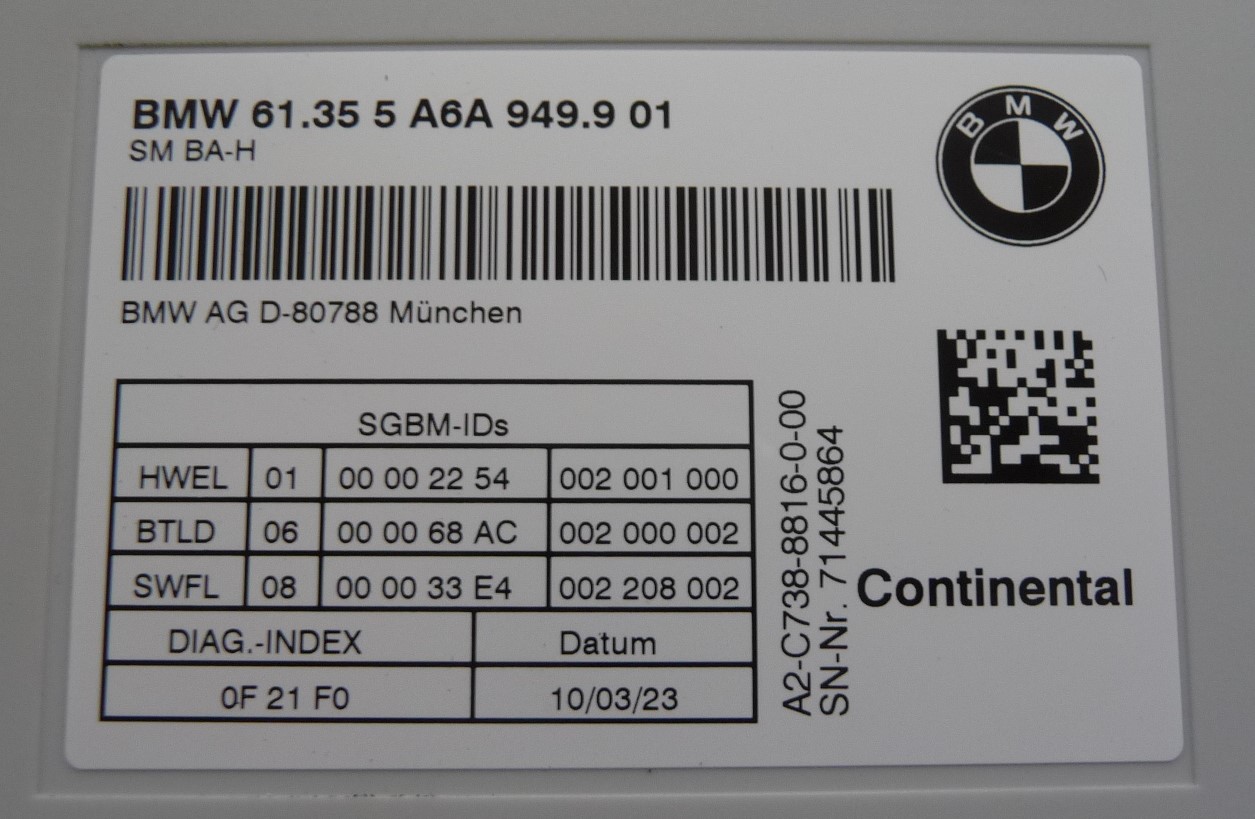 BMW 61.35 5 A6A 949.9 01
SM BA-H
BMW
BMW AG D-80788 München
SGBM-IDs
HWEL 01 00 00 22 54 002 001 000
BTLD 06 00 00 68 AC 002 000 002
SWFL 08 00 00 33 E4 002 208 002
DIAG.-INDEX Datum
0F 21 F0 10/03/23
A2-C738-8816-0-00
SN-Nr. 71445864
Continental